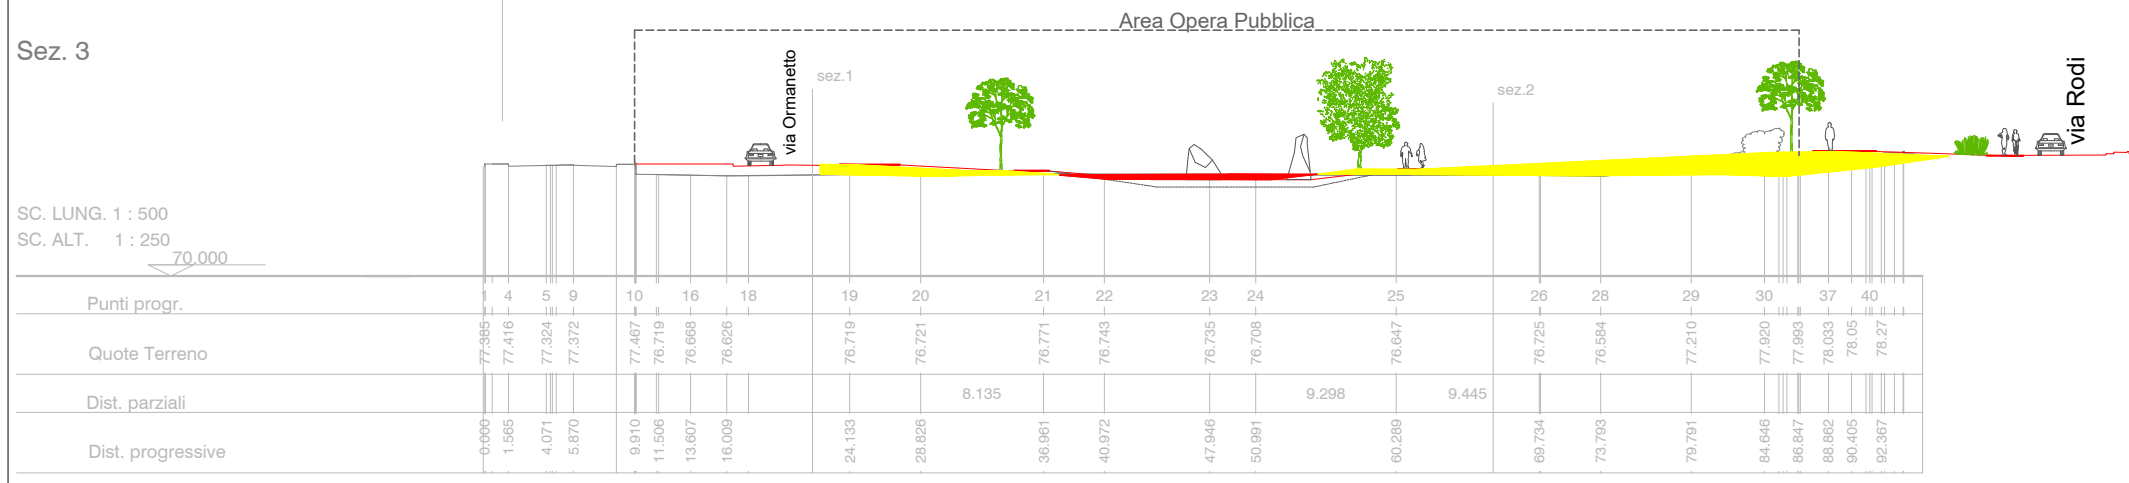 Area Opera Pubblica
Sez. 3
via Ormanetto
sez.1
sez.2
via Rodi
SC. LUNG. 1 : 500
SC. ALT. 1 : 250
70.000
Punti progr. 1 4 5 9 10 16 18 19 20 21 22 23 24 25 26 28 29 30 37 40
Quote Terreno 77.385 77.416 77.324 77.372 77.467 76.719 76.668 76.626 76.719 76.721 76.771 76.743 76.735 76.708 76.647 76.725 76.584 77.210 77.920 77.993 78.033 78.05 78.27
Dist. parziali 8.135 9.298 9.445
Dist. progressive 0.000 1.565 4.071 5.870 9.910 11.506 13.607 16.009 24.133 28.826 36.961 40.972 47.946 50.991 60.289 69.734 73.793 79.791 84.646 86.847 88.862 90.405 92.367